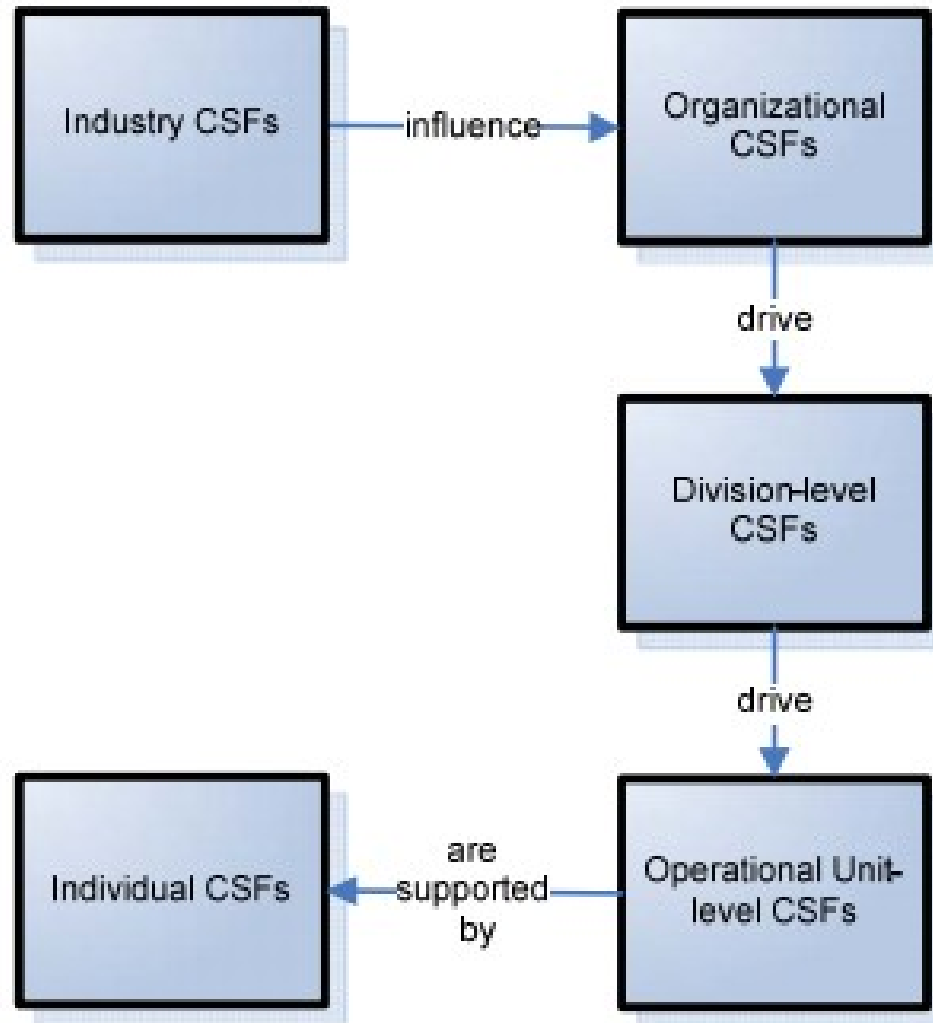 Industry CSFs
influence
Organizational
CSFs
drive
Division-level
CSFs
drive
Operational Unit-
level CSFs
are
supported
by
Individual CSFs